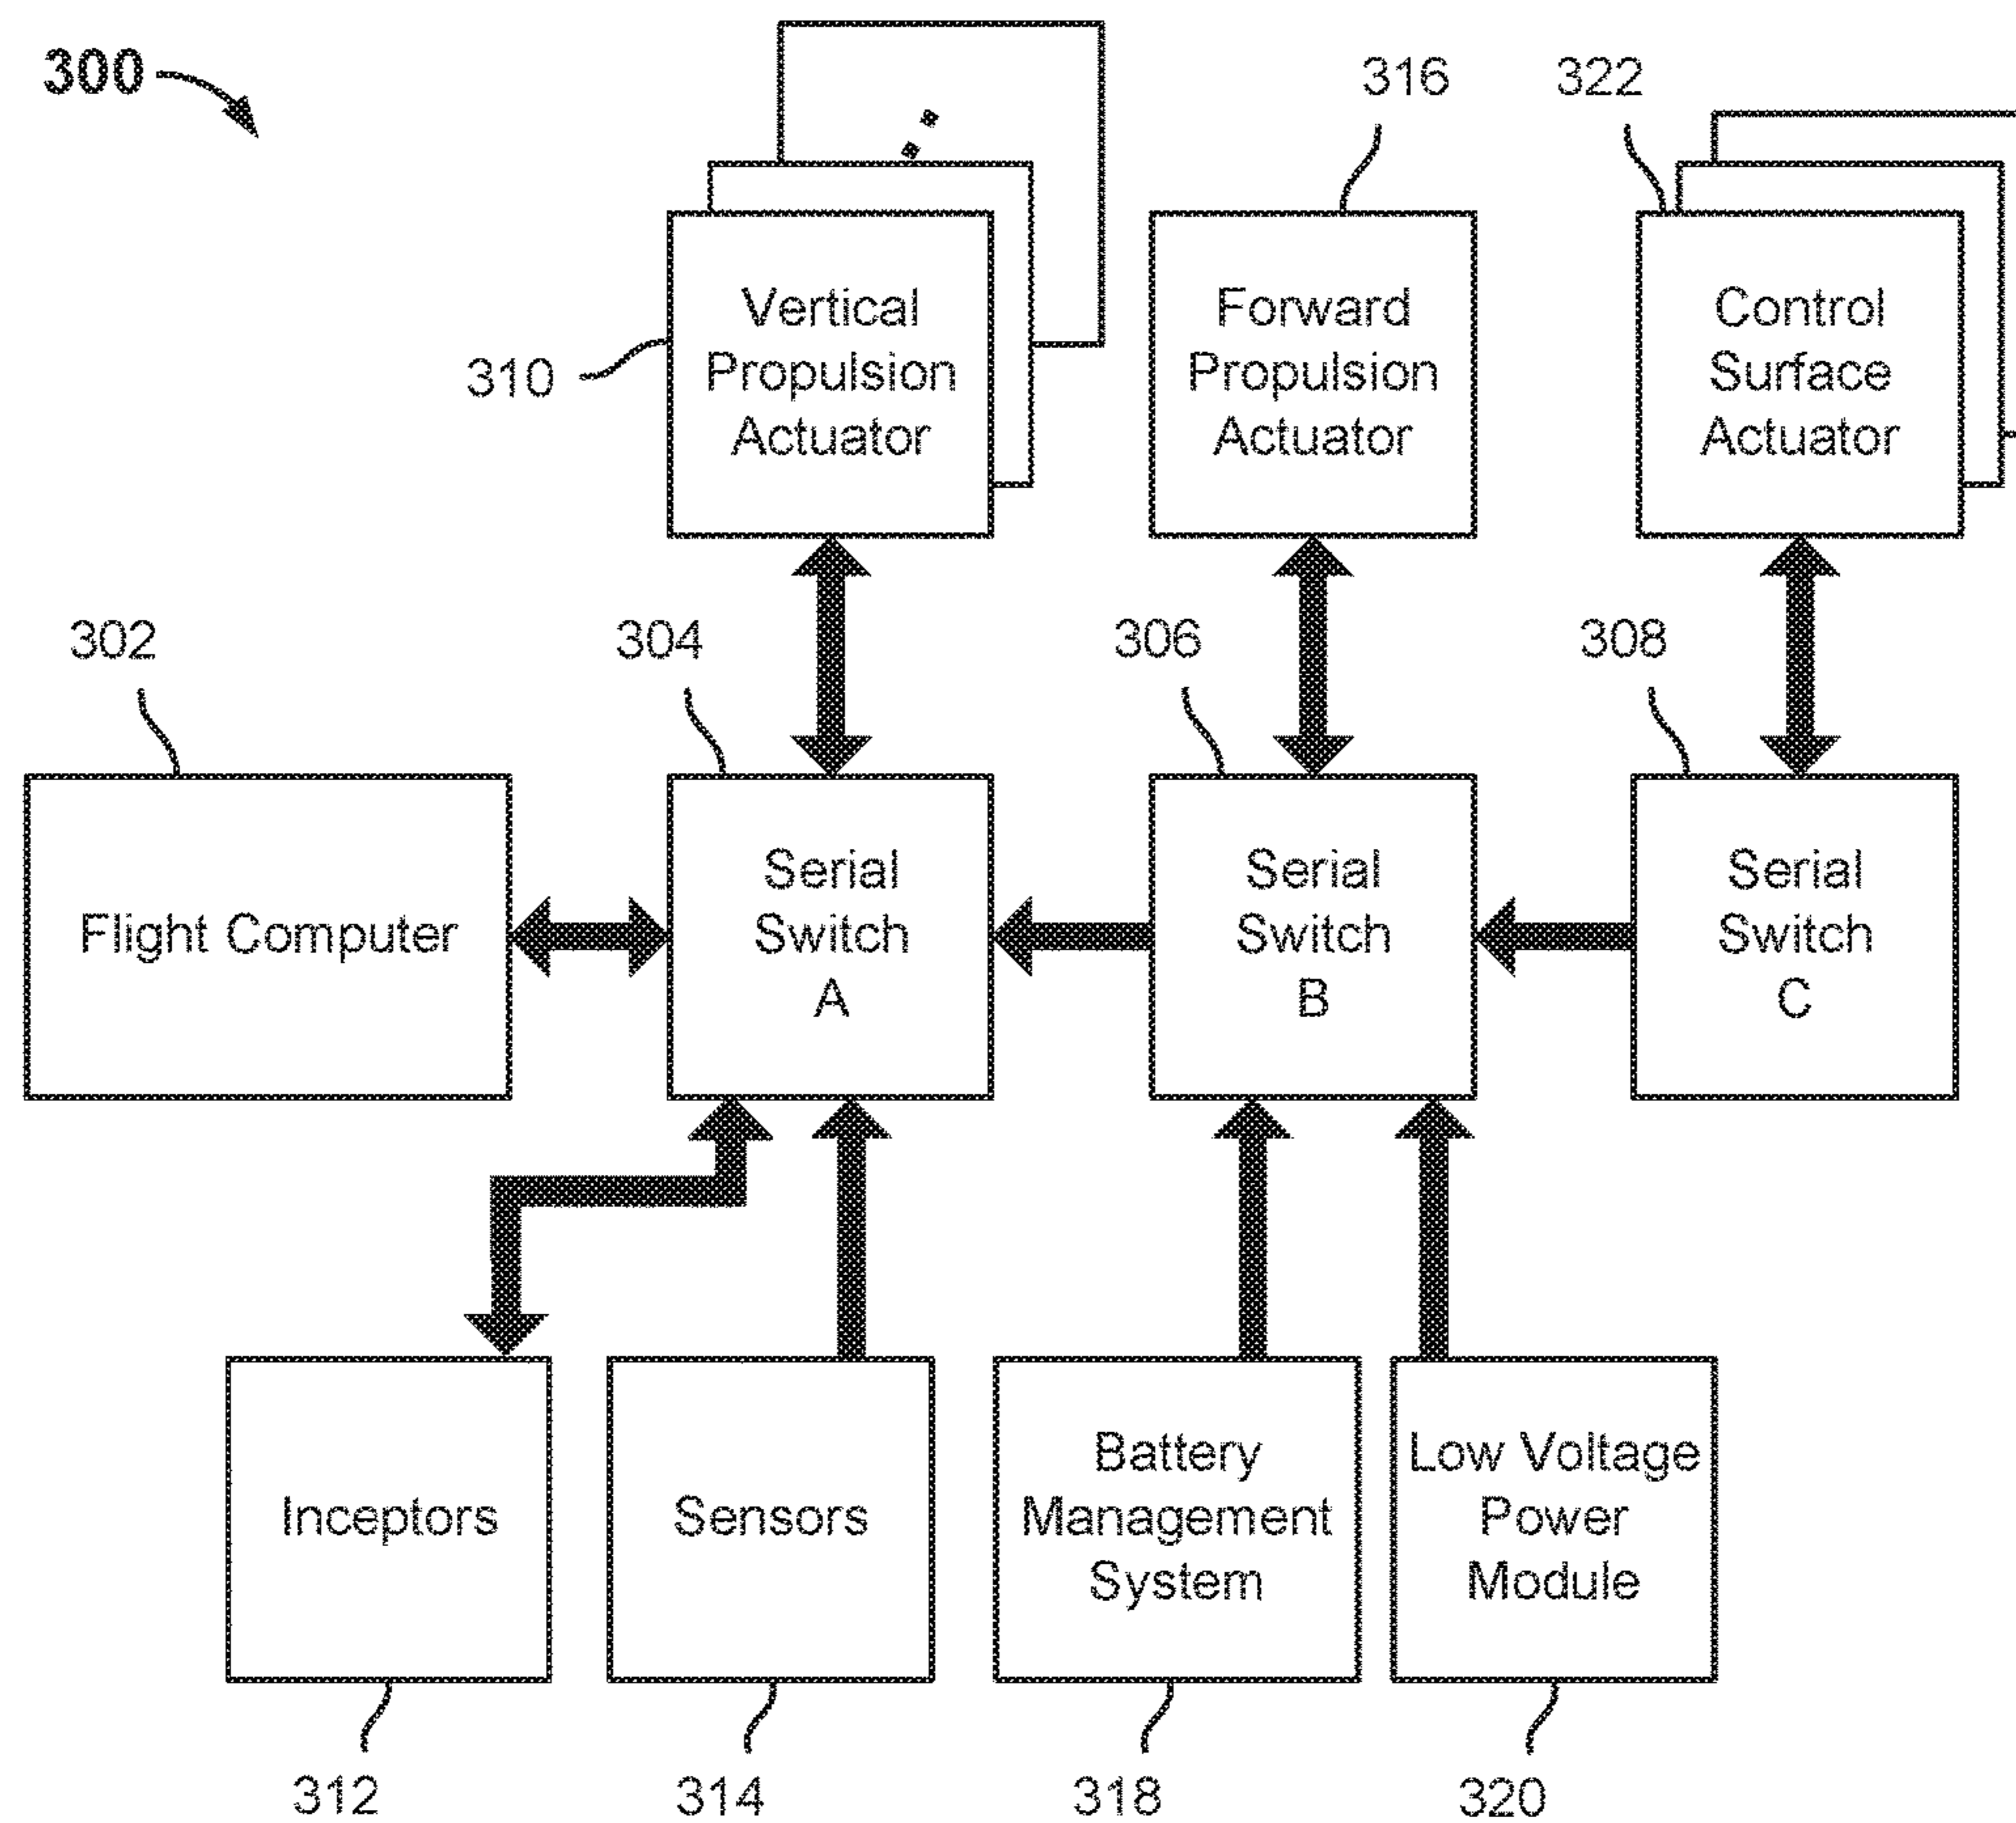 300
316
322
Vertical
Propulsion
Actuator
Forward
Propulsion
Actuator
Control
Surface
Actuator
310
302
304
306
308
Flight Computer
Serial
Switch
A
Serial
Switch
B
Serial
Switch
C
Inceptors
Sensors
Battery
Management
System
Low Voltage
Power
Module
312
314
318
320